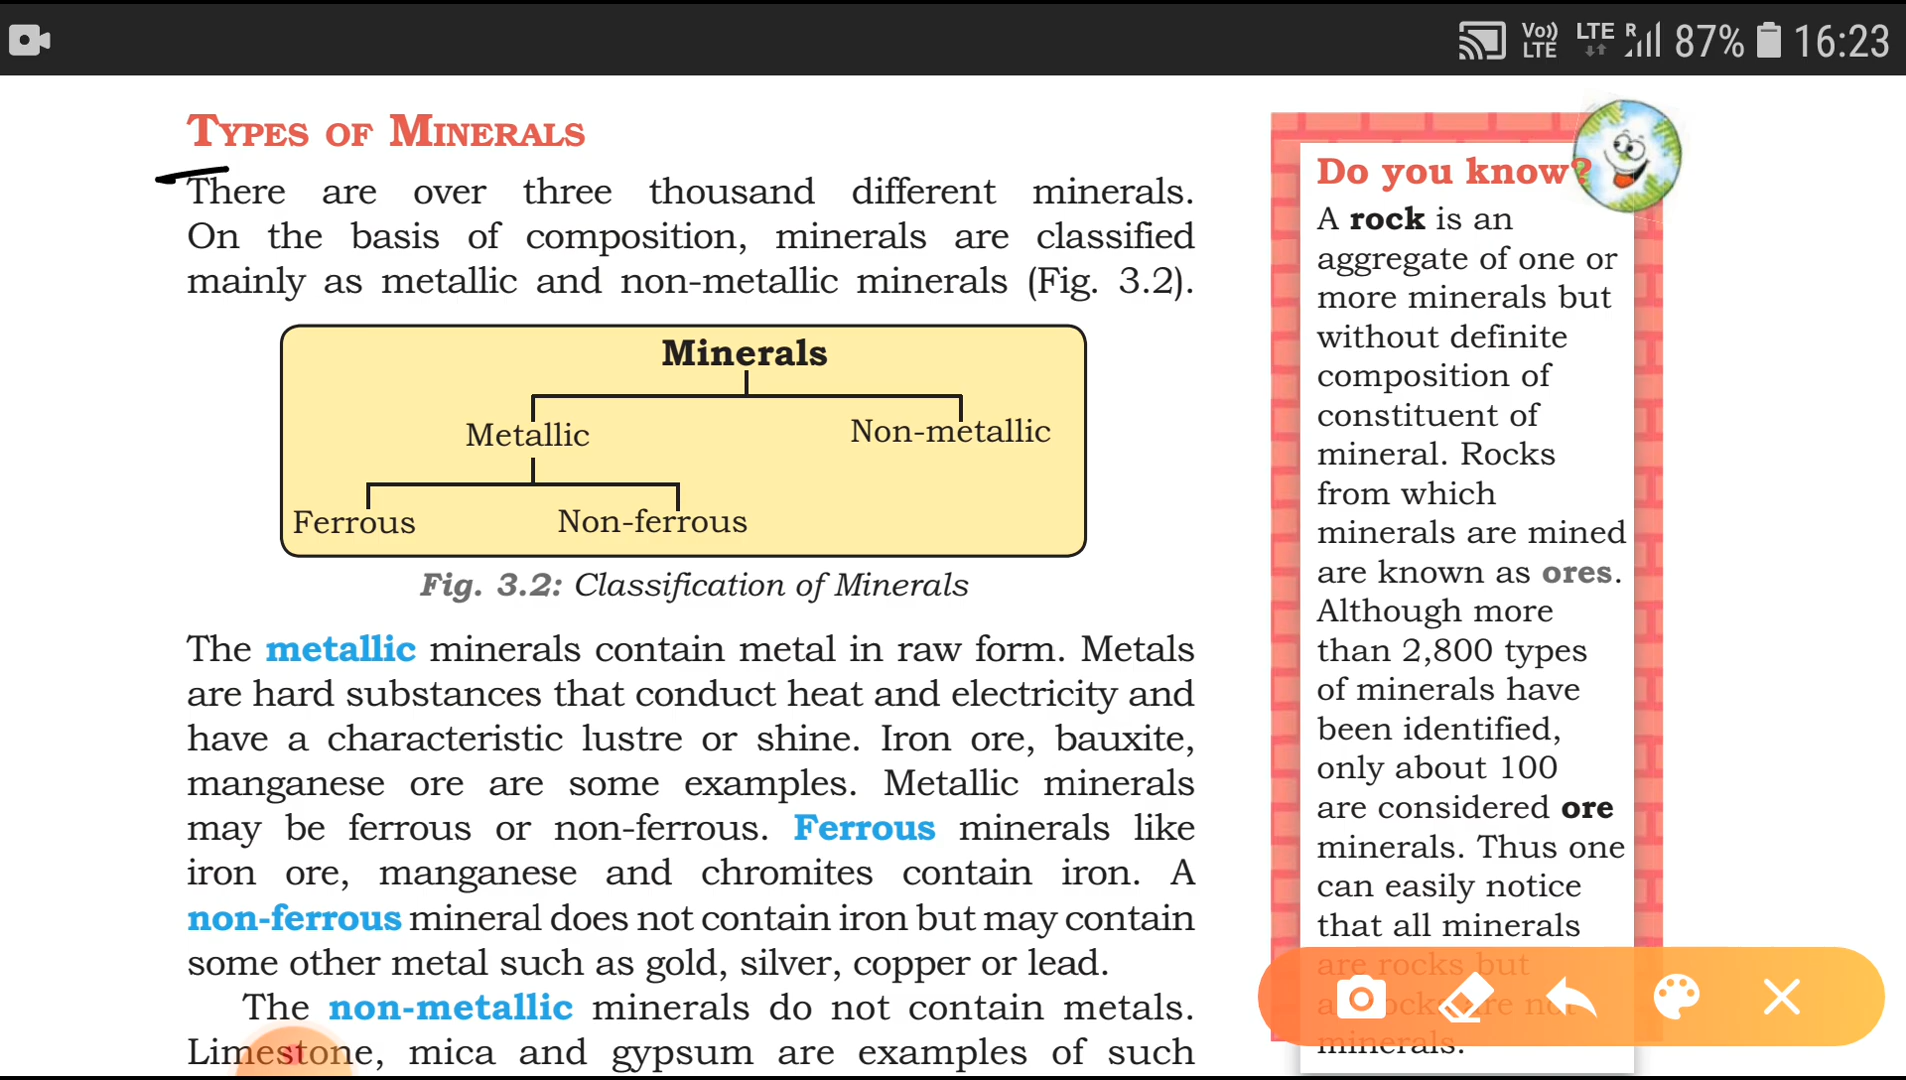 Vo)) LTE LTE R 87% 16:23
TYPES OF MINERALS
There are over three thousand different minerals.
On the basis of composition, minerals are classified
mainly as metallic and non-metallic minerals (Fig. 3.2).
Minerals
Metallic Non-metallic
Ferrous Non-ferrous
Fig. 3.2: Classification of Minerals
The metallic minerals contain metal in raw form. Metals
are hard substances that conduct heat and electricity and
have a characteristic lustre or shine. Iron ore, bauxite,
manganese ore are some examples. Metallic minerals
may be ferrous or non-ferrous. Ferrous minerals like
iron ore, manganese and chromites contain iron. A
non-ferrous mineral does not contain iron but may contain
some other metal such as gold, silver, copper or lead.
The non-metallic minerals do not contain metals.
Limestone, mica and gypsum are examples of such
Do you know?
A rock is an
aggregate of one or
more minerals but
without definite
composition of
constituent of
mineral. Rocks
from which
minerals are mined
are known as ores.
Although more
than 2,800 types
of minerals have
been identified,
only about 100
are considered ore
minerals. Thus one
can easily notice
that all minerals
are rocks but
all rocks are not
minerals.